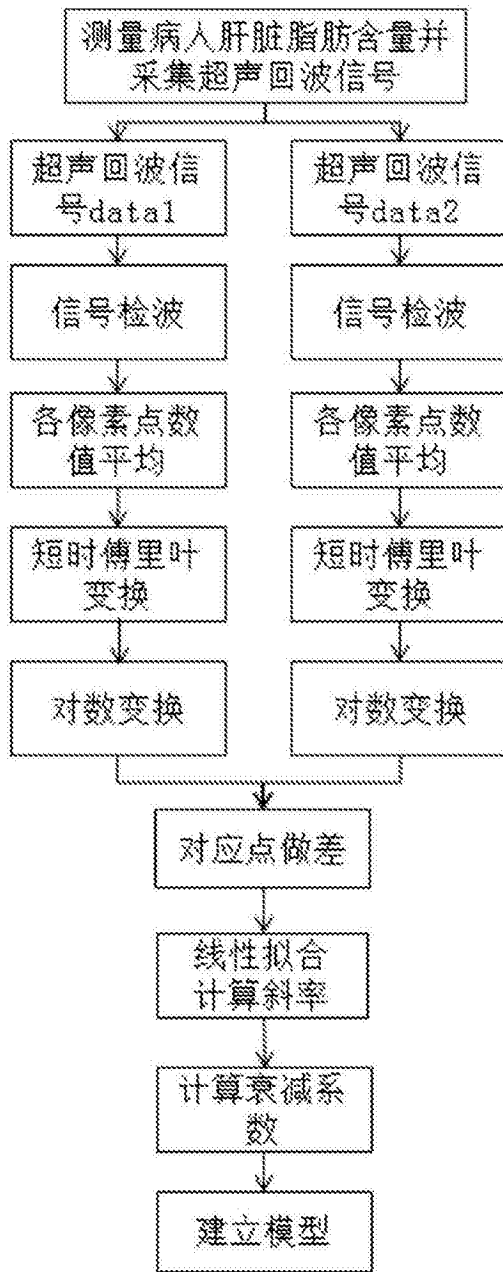 测量病人肝脏脂肪含量并
采集超声回波信号
超声回波信
号data1
超声回波信
号data2
信号检波
信号检波
各像素点数
值平均
各像素点数
值平均
短时傅里叶
变换
短时傅里叶
变换
对数变换
对数变换
对应点做差
线性拟合
计算斜率
计算衰减系
数
建立模型